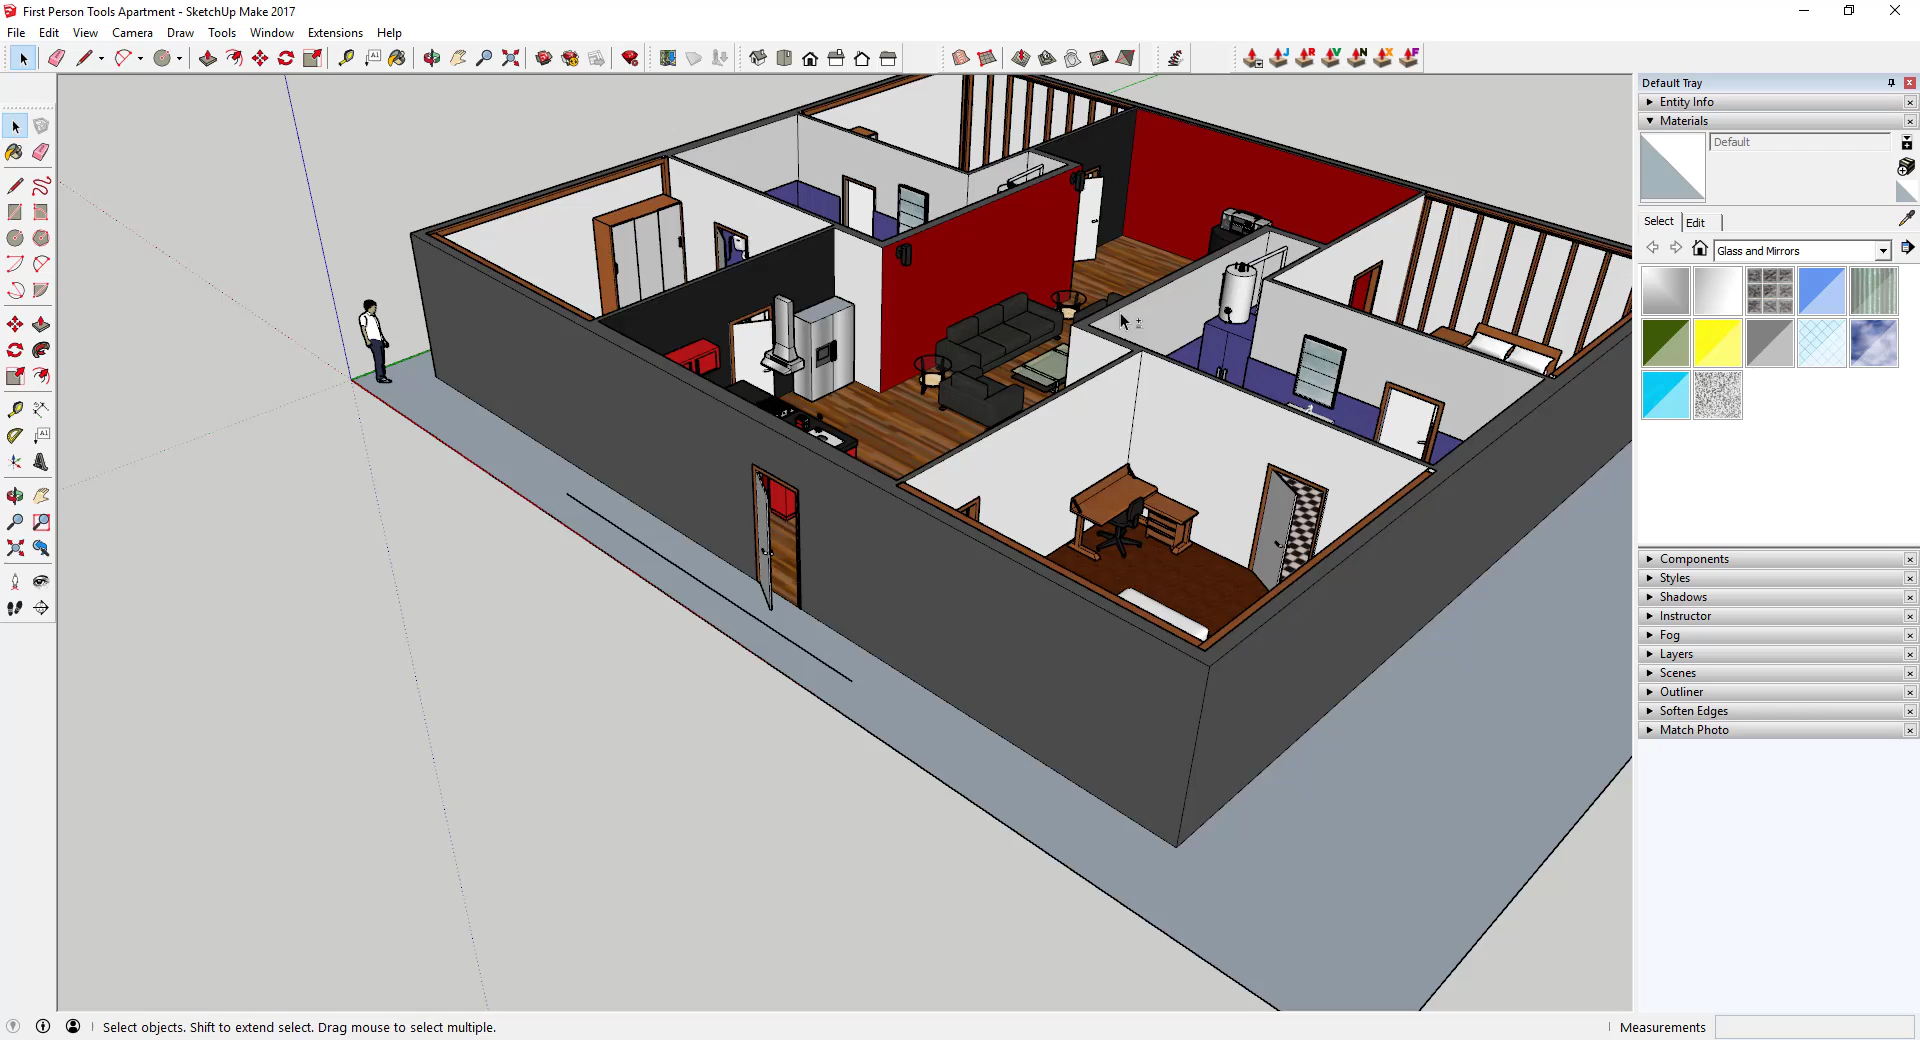 First Person Tools Apartment - SketchUp Make 2017
File Edit View Camera Draw Tools Window Extensions Help
Default Tray
Entity Info
Materials
Default
Select Edit
Glass and Mirrors
Components
Styles
Shadows
Instructor
Fog
Layers
Scenes
Outliner
Soften Edges
Match Photo
Select objects. Shift to extend select. Drag mouse to select multiple.
Measurements